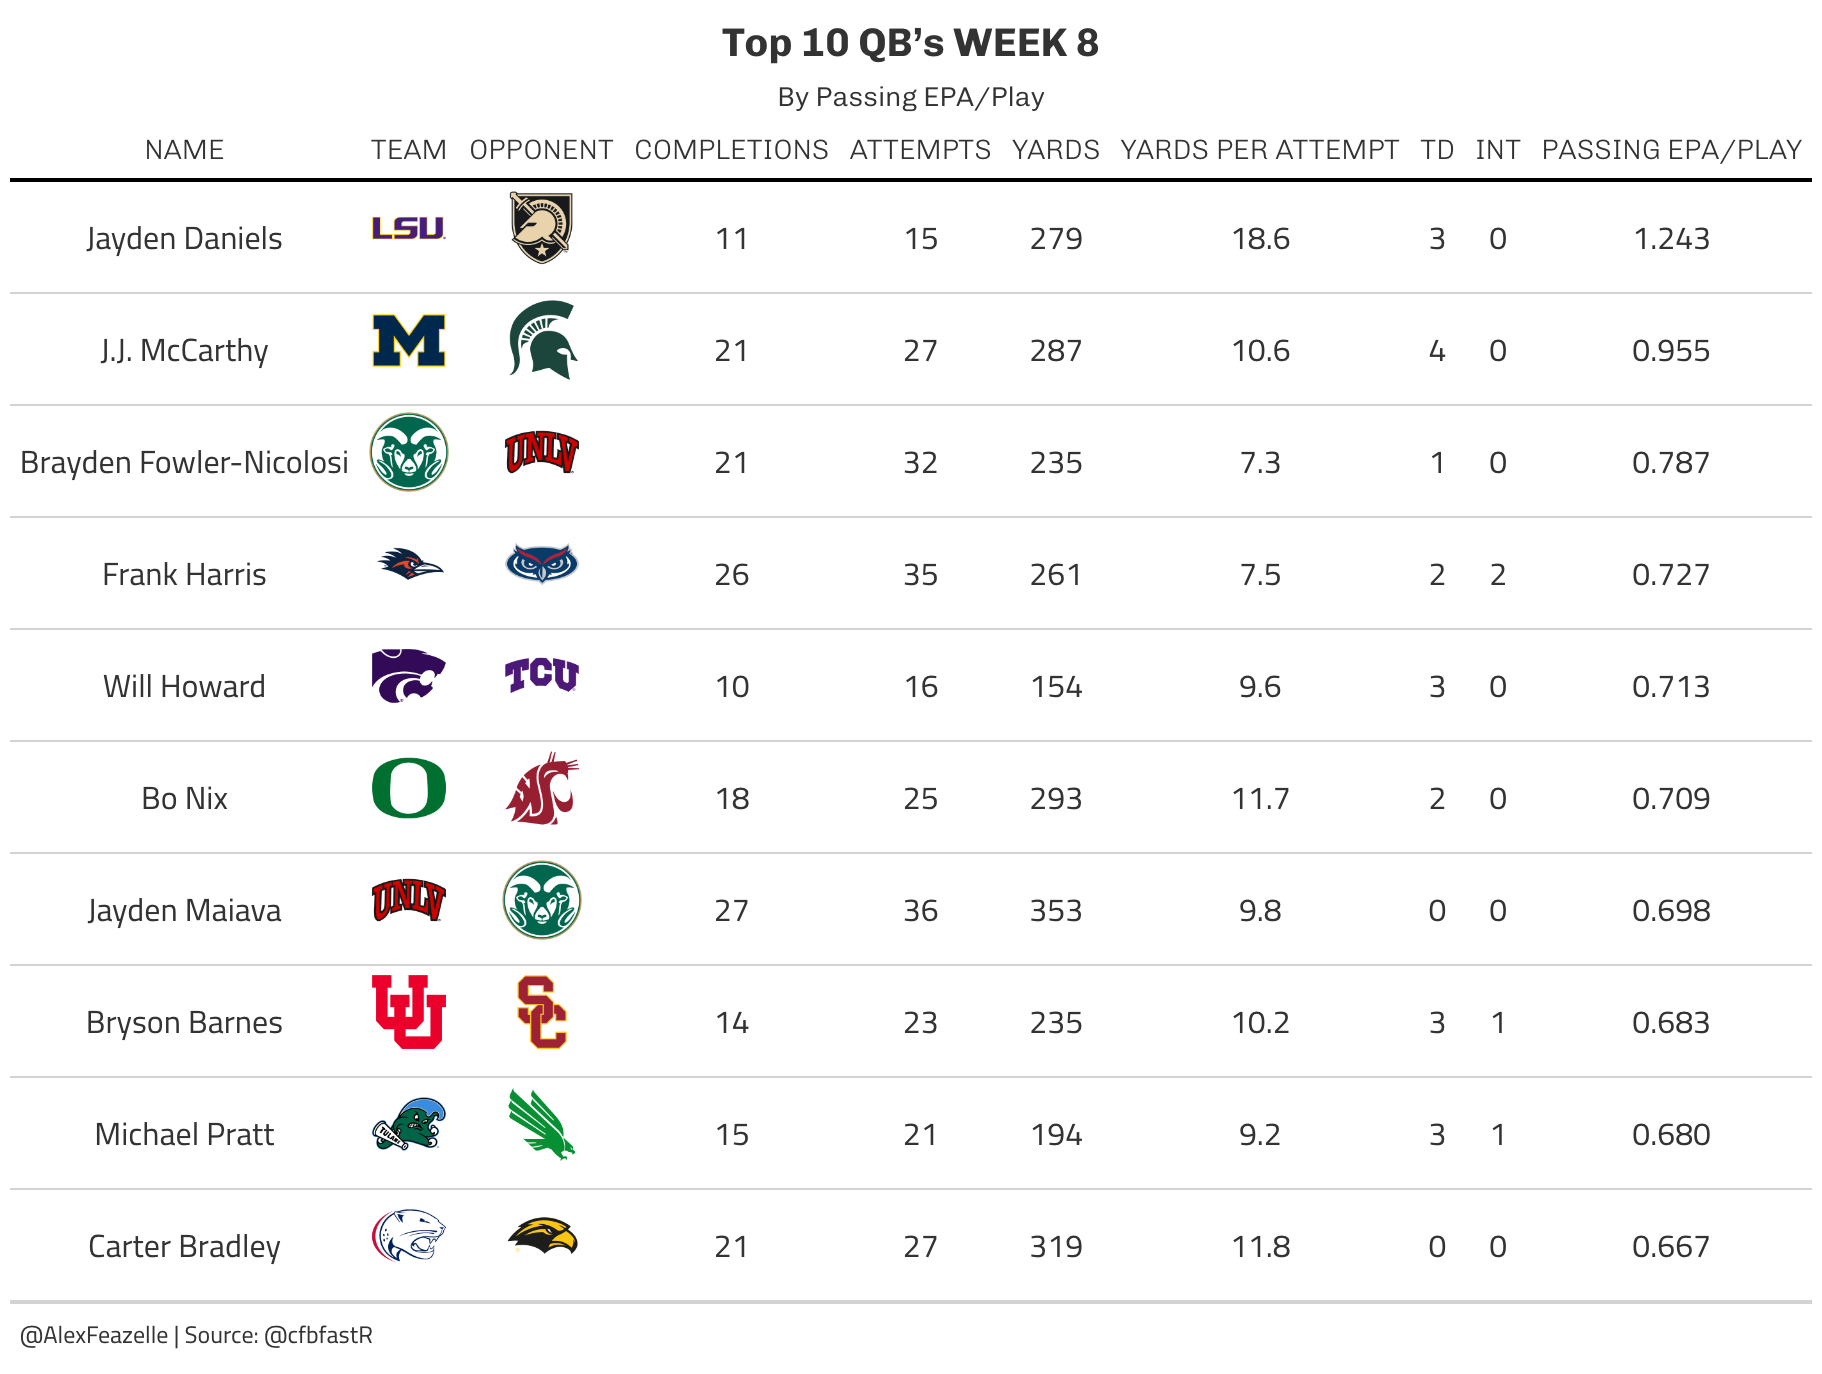 Top 10 QB’s WEEK 8
By Passing EPA/Play
NAME TEAM OPPONENT COMPLETIONS ATTEMPTS YARDS YARDS PER ATTEMPT TD INT PASSING EPA/PLAY
Jayden Daniels LSU 11 15 279 18.6 3 0 1.243
J.J. McCarthy M 21 27 287 10.6 4 0 0.955
Brayden Fowler-Nicolosi UNLV 21 32 235 7.3 1 0 0.787
Frank Harris 26 35 261 7.5 2 2 0.727
Will Howard TCU 10 16 154 9.6 3 0 0.713
Bo Nix O 18 25 293 11.7 2 0 0.709
Jayden Maiava UNLV 27 36 353 9.8 0 0 0.698
Bryson Barnes U SC 14 23 235 10.2 3 1 0.683
Michael Pratt TULANE 15 21 194 9.2 3 1 0.680
Carter Bradley 21 27 319 11.8 0 0 0.667
@AlexFeazelle | Source: @cfbfastR